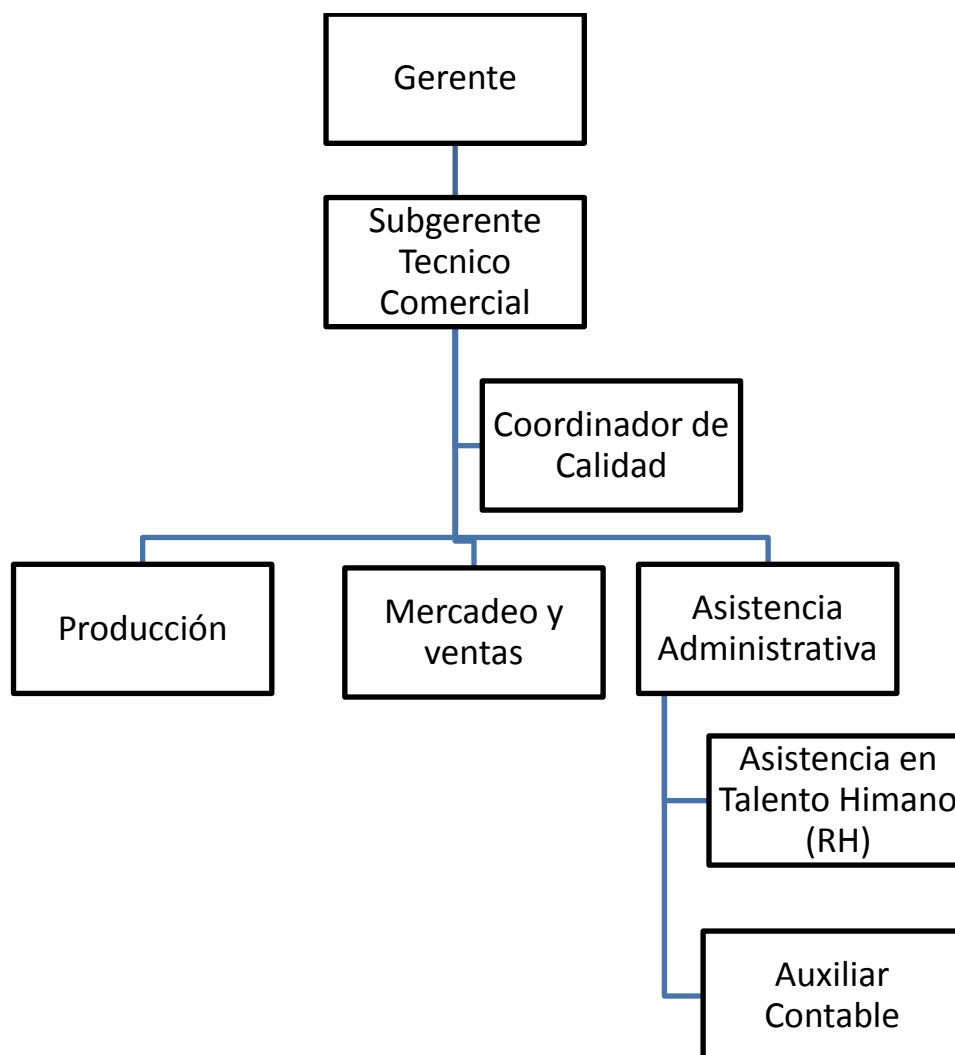 Gerente
Subgerente
Tecnico
Comercial
Coordinador de
Calidad
Producción
Mercadeo y
ventas
Asistencia
Administrativa
Asistencia en
Talento Himano
(RH)
Auxiliar
Contable